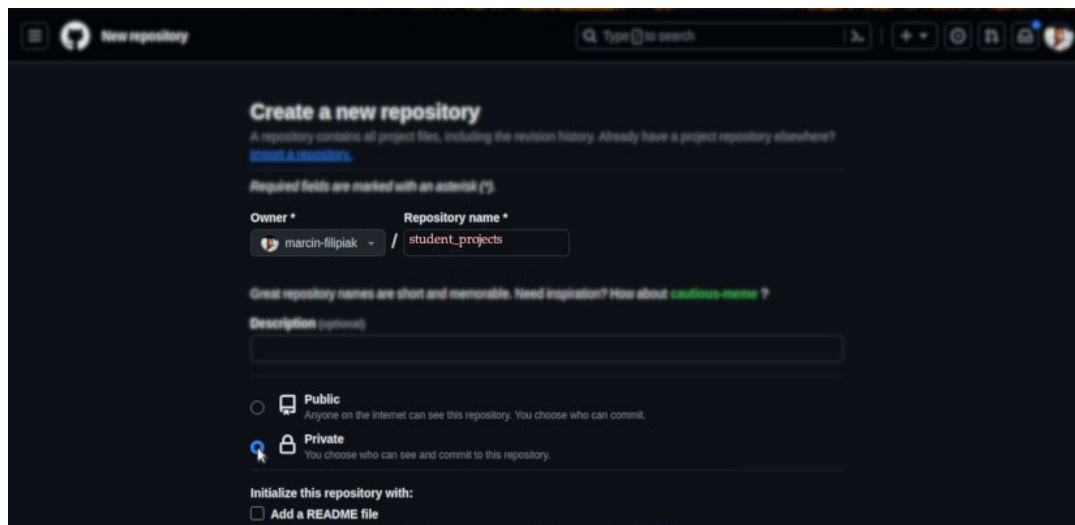 New repository
Type / to search
Create a new repository
A repository contains all project files, including the revision history. Already have a project repository elsewhere?
Import a repository.
Required fields are marked with an asterisk (*).
Owner * Repository name *
marcin-filipiak / student_projects
Great repository names are short and memorable. Need inspiration? How about cautious-meme ?
Description (optional)
Public
Anyone on the internet can see this repository. You choose who can commit.
Private
You choose who can see and commit to this repository.
Initialize this repository with:
Add a README file